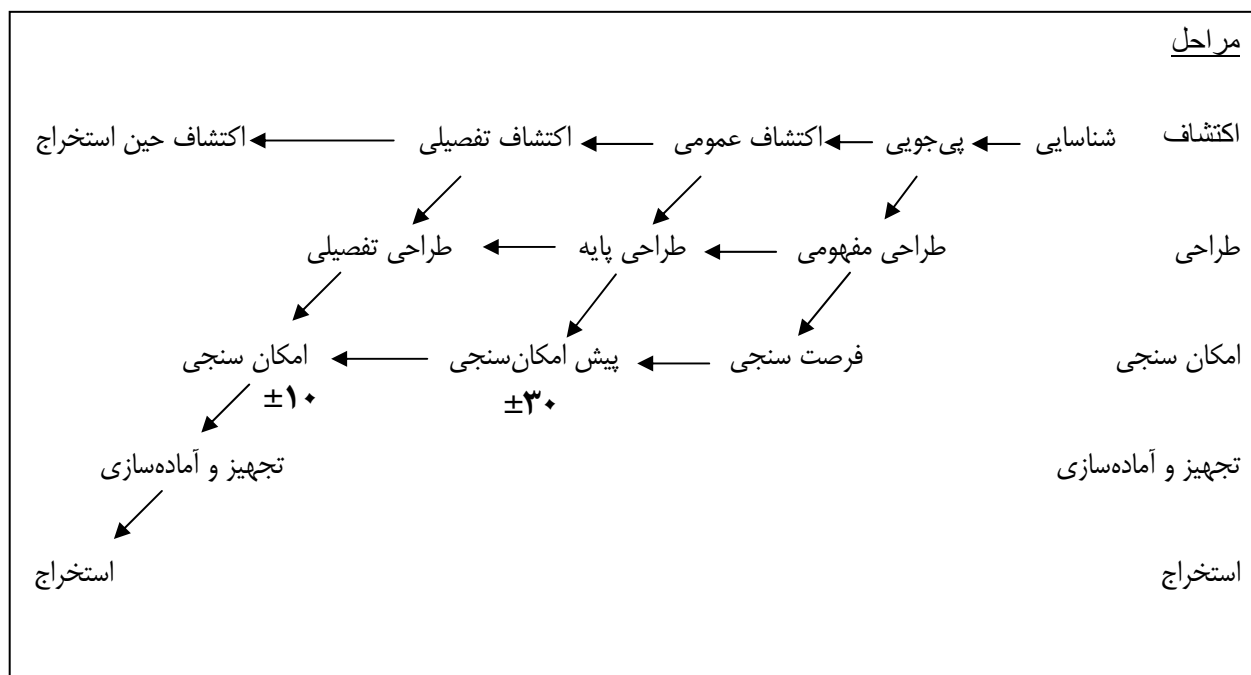 مراحل
اکتشاف شناسایی پی‌جویی اکتشاف عمومی اکتشاف تفصیلی اکتشاف حین استخراج
طراحی طراحی مفهومی طراحی پایه طراحی تفصیلی
امکان سنجی فرصت سنجی پیش امکان‌سنجی امکان سنجی
±۳۰ ±۱۰
تجهیز و آماده‌سازی تجهیز و آماده‌سازی
استخراج استخراج